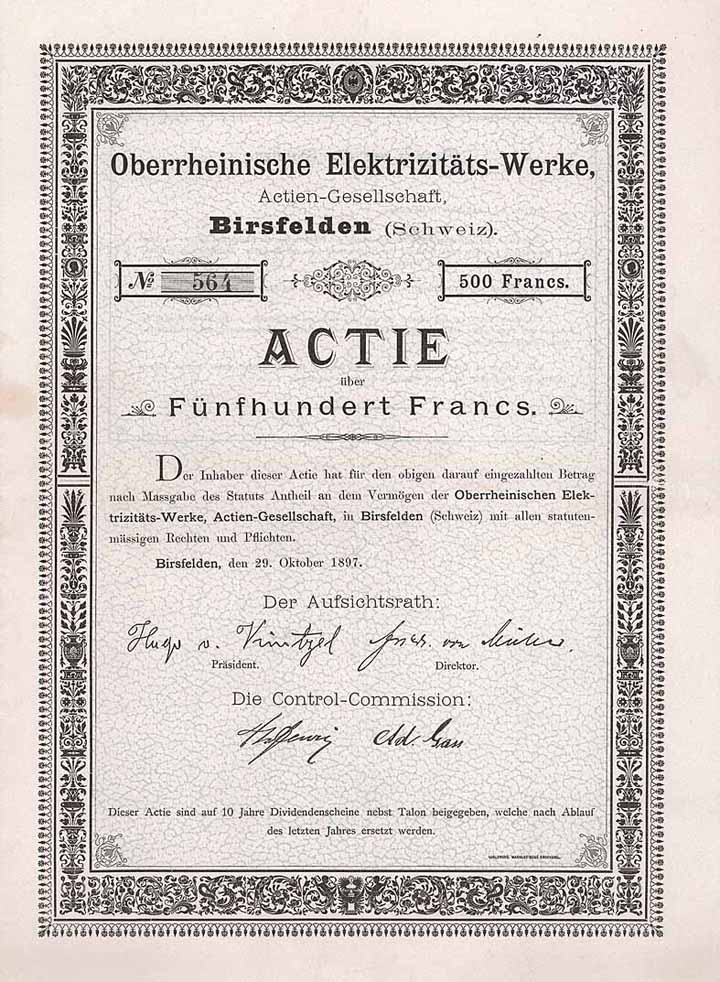 Oberrheinische Elektrizitäts-Werke,
Actien-Gesellschaft,
Birsfelden (Schweiz).
No 564
500 Francs.
ACTIE
über
Fünfhundert Francs.
Der Inhaber dieser Actie hat für den obigen darauf eingezahlten Betrag
nach Massgabe des Statuts Antheil an dem Vermögen der Oberrheinischen Elek-
trizitäts-Werke, Actien-Gesellschaft, in Birsfelden (Schweiz) mit allen statuten-
mässigen Rechten und Pflichten.
Birsfelden, den 29. Oktober 1897.
Der Aufsichtsrath:
Hugo v.
Präsident.
Direktor.
Die Control-Commission:
Ad.
Dieser Actie sind auf 10 Jahre Dividendenscheine nebst Talon beigegeben, welche nach Ablauf
des letzten Jahres ersetzt werden.